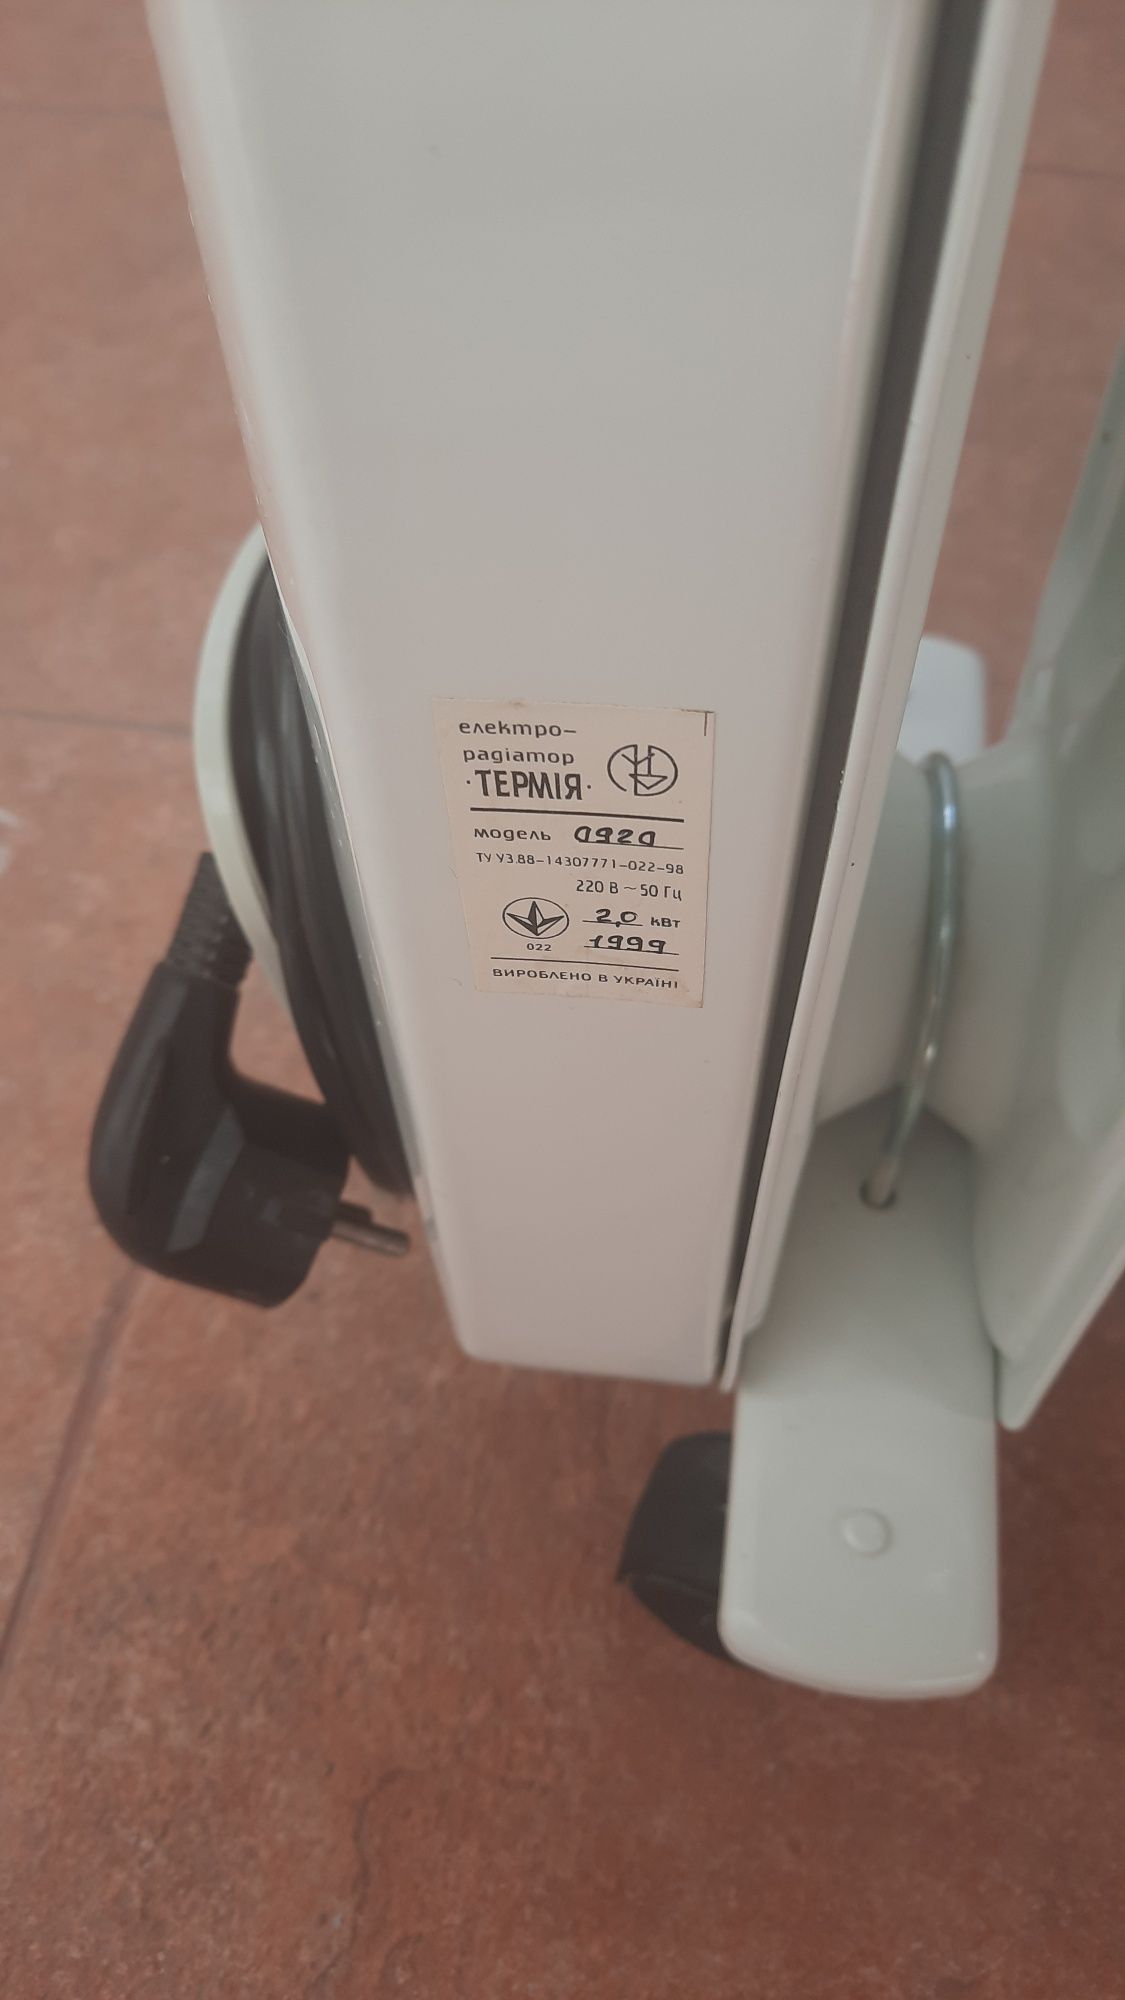 електро-
радіатор
·ТЕРМІЯ·
модель 0920
ТУ У3.88-14307771-022-98
220 В ~ 50 Гц
2,0 кВт
022 1999
ВИРОБЛЕНО В УКРАЇНІ